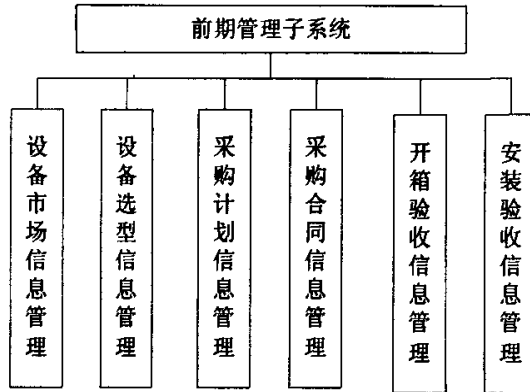 前期管理子系统
设备市场信息管理
设备选型信息管理
采购计划信息管理
采购合同信息管理
开箱验收信息管理
安装验收信息管理